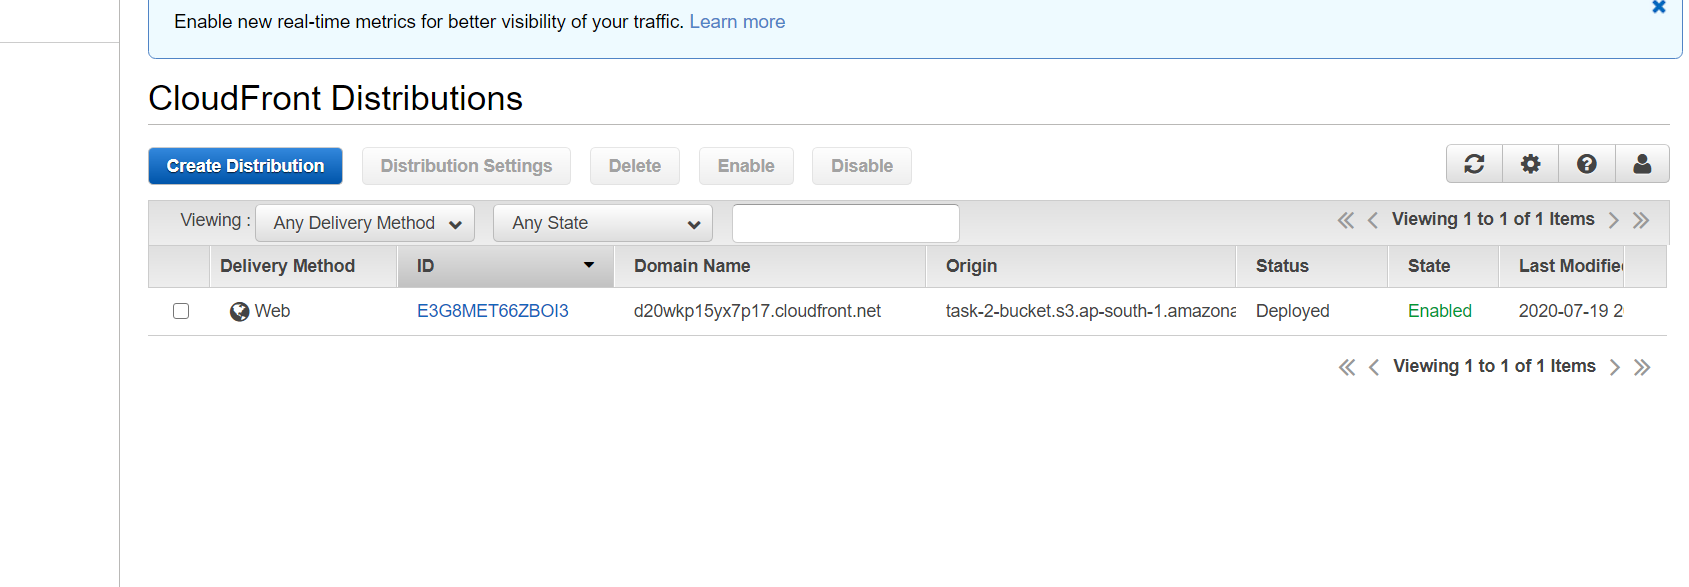 Enable new real-time metrics for better visibility of your traffic. Learn more
CloudFront Distributions
Create Distribution Distribution Settings Delete Enable Disable
Viewing : Any Delivery Method Any State Viewing 1 to 1 of 1 Items
Delivery Method ID Domain Name Origin Status State Last Modifie
Web E3G8MET66ZBOI3 d20wkp15yx7p17.cloudfront.net task-2-bucket.s3.ap-south-1.amazona Deployed Enabled 2020-07-19 2
Viewing 1 to 1 of 1 Items